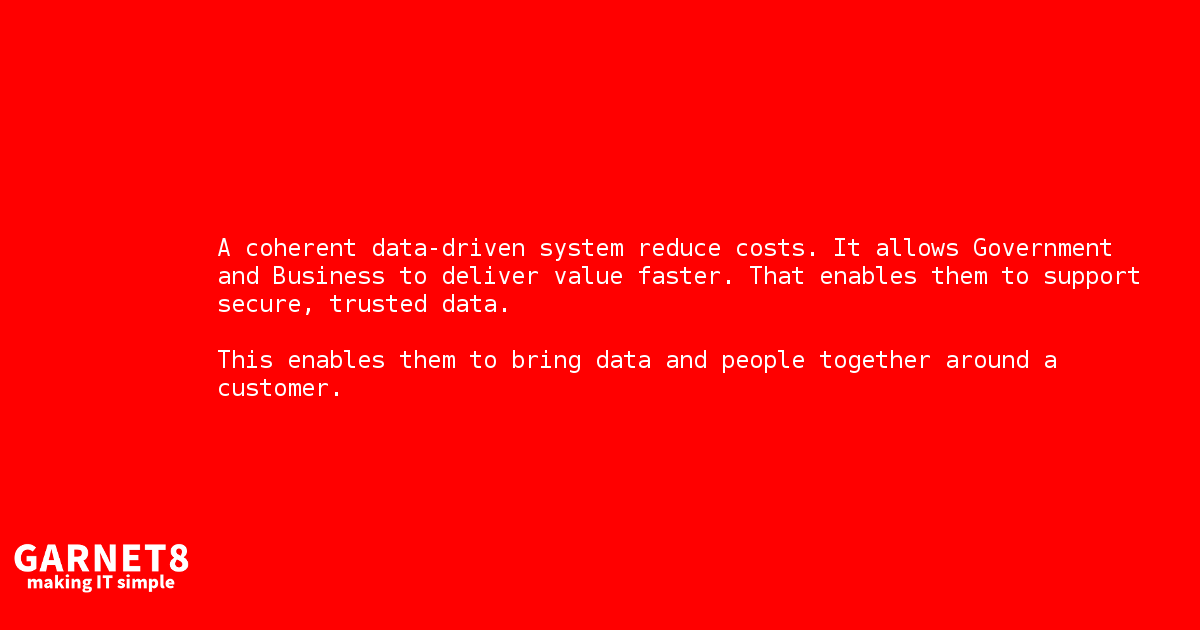 A coherent data-driven system reduce costs. It allows Government
and Business to deliver value faster. That enables them to support
secure, trusted data.
This enables them to bring data and people together around a
customer.
GARNET8
making IT simple